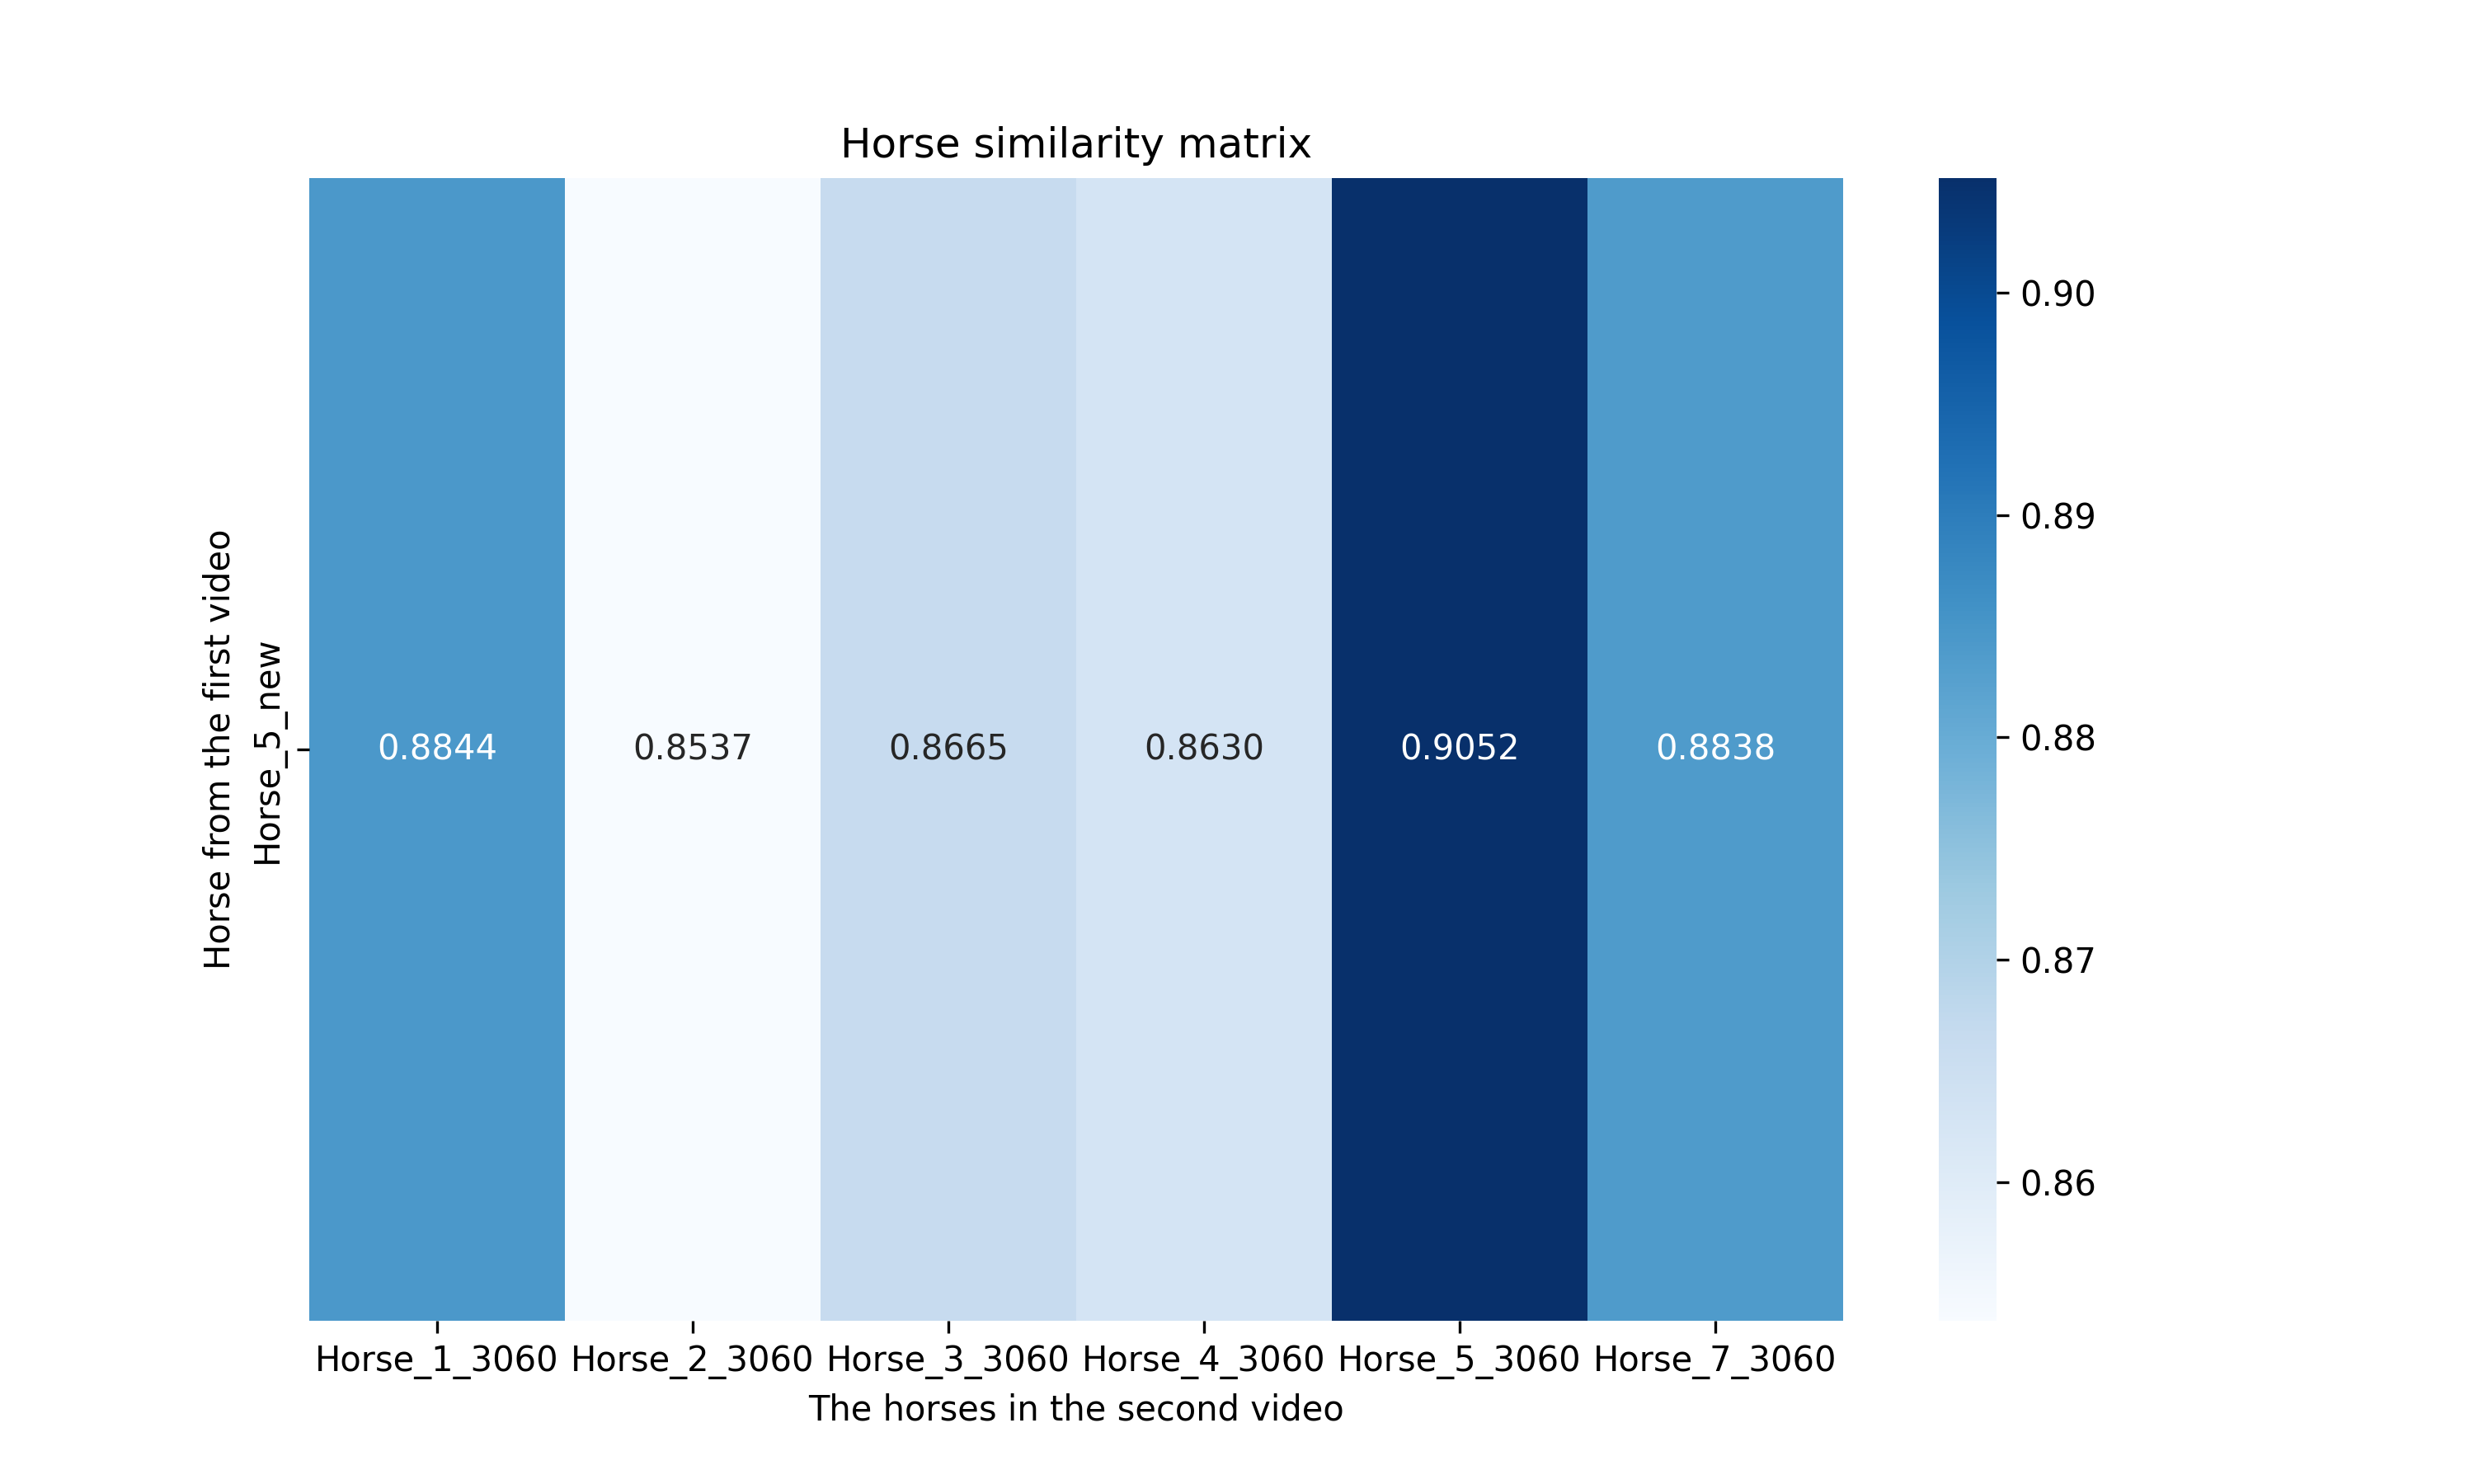 Horse similarity matrix
Horse from the first video
Horse_5_new
0.8844 0.8537 0.8665 0.8630 0.9052 0.8838
Horse_1_3060 Horse_2_3060 Horse_3_3060 Horse_4_3060 Horse_5_3060 Horse_7_3060
The horses in the second video
0.90
0.89
0.88
0.87
0.86